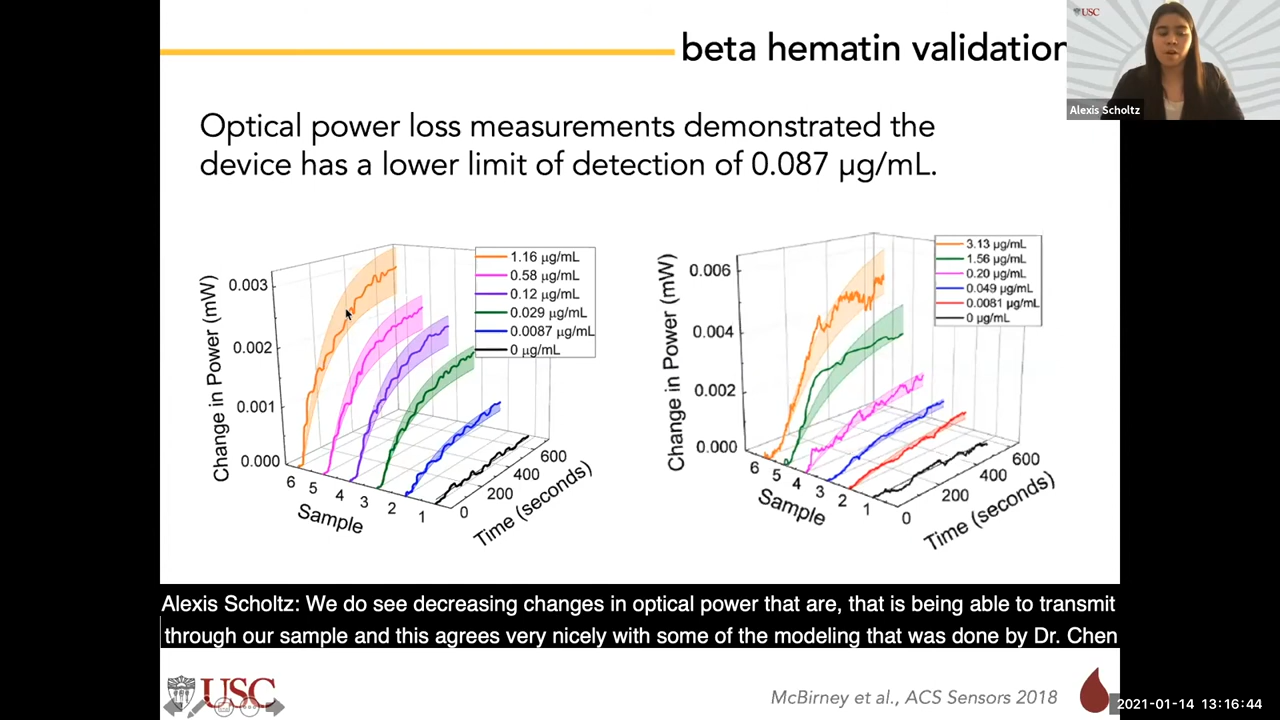 beta hematin validation
USC
Alexis Scholtz
Optical power loss measurements demonstrated the
device has a lower limit of detection of 0.087 µg/mL.
Change in Power (mW)
0.003
0.002
0.001
0.000
6
5
4
3
2
1
Sample
0
200
400
600
Time (seconds)
1.16 µg/mL
0.58 µg/mL
0.12 µg/mL
0.029 µg/mL
0.0087 µg/mL
0 µg/mL
Change in Power (mW)
0.006
0.004
0.002
0.000
6
5
4
3
2
1
Sample
0
200
400
600
Time (seconds)
3.13 µg/mL
1.56 µg/mL
0.20 µg/mL
0.049 µg/mL
0.0081 µg/mL
0 µg/mL
Alexis Scholtz: We do see decreasing changes in optical power that are, that is being able to transmit
through our sample and this agrees very nicely with some of the modeling that was done by Dr. Chen
USC
McBirney et al., ACS Sensors 2018
2021-01-14 13:16:44